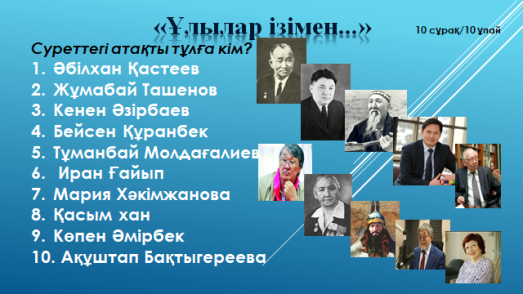 «Ұлылар ізімен...»
10 сұрақ/10 ұпай
Суреттегі атақты тұлға кім?
1. Әбілхан Қастеев
2. Жұмабай Ташенов
3. Кенен Әзірбаев
4. Бейсен Құранбек
5. Тұманбай Молдағалиев
6. Иран Ғайып
7. Мария Хәкімжанова
8. Қасым хан
9. Көпен Әмірбек
10. Ақұштап Бақтыгереева